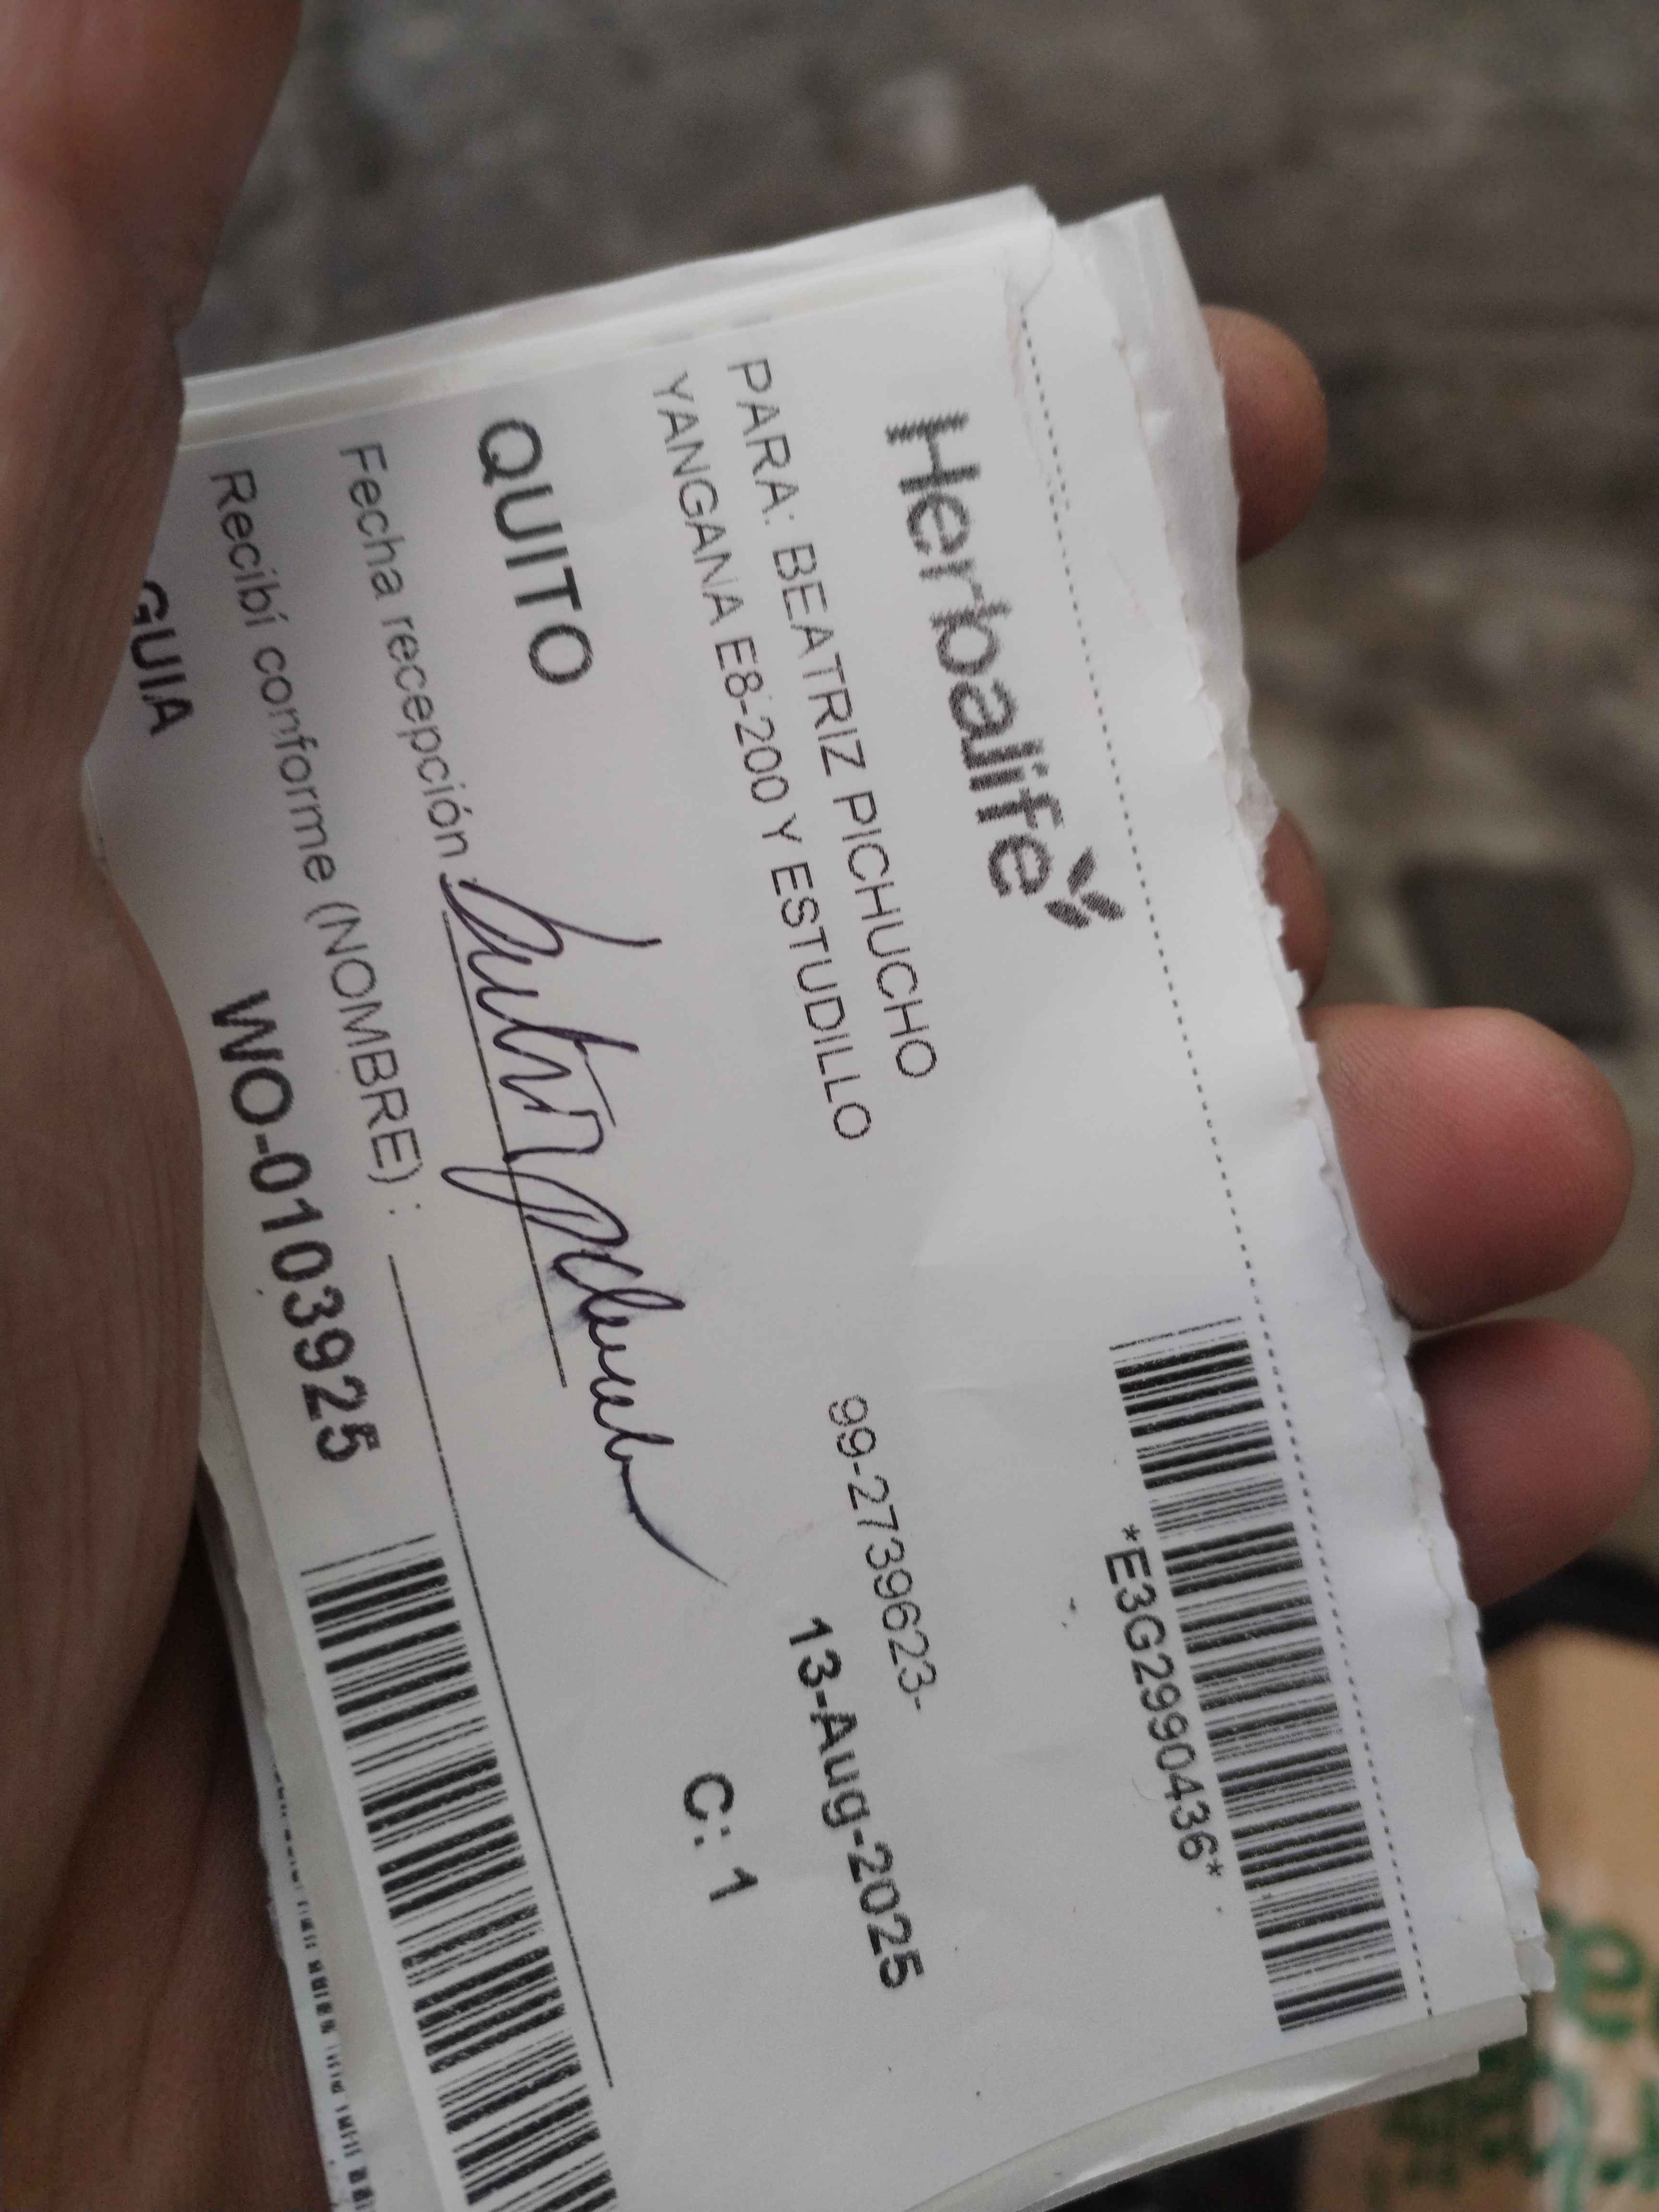 *E3G2990436*
Herbalife
PARA: BEATRIZ PICHUCHO
99-2739623-
YANGANA E8-200 Y ESTUDILLO
13-Aug-2025
QUITO
C: 1
Fecha recepción
Recibí conforme (NOMBRE) :
GUIA
WO-0103925